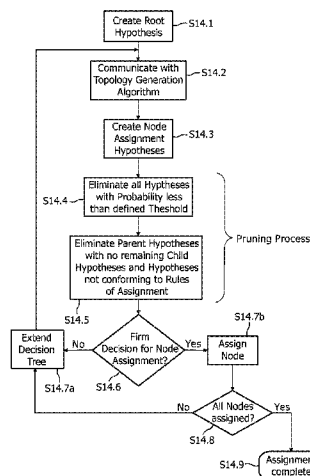 Create Root
Hypothesis
S14.1
Communicate with
Topology Generation
Algorithm
S14.2
Create Node
Assignment
Hypotheses
S14.3
Eliminate all Hyptheses
with Probability less
than defined Theshold
S14.4
Eliminate Parent Hypotheses
with no remaining Child
Hypotheses and Hypotheses
not conforming to Rules
of Assignment
S14.5
Pruning Process
Firm
Decision for Node
Assignment?
S14.6
No
Yes
Extend
Decision
Tree
S14.7a
Assign
Node
S14.7b
All Nodes
assigned?
S14.8
No
Yes
Assignment
complete
S14.9